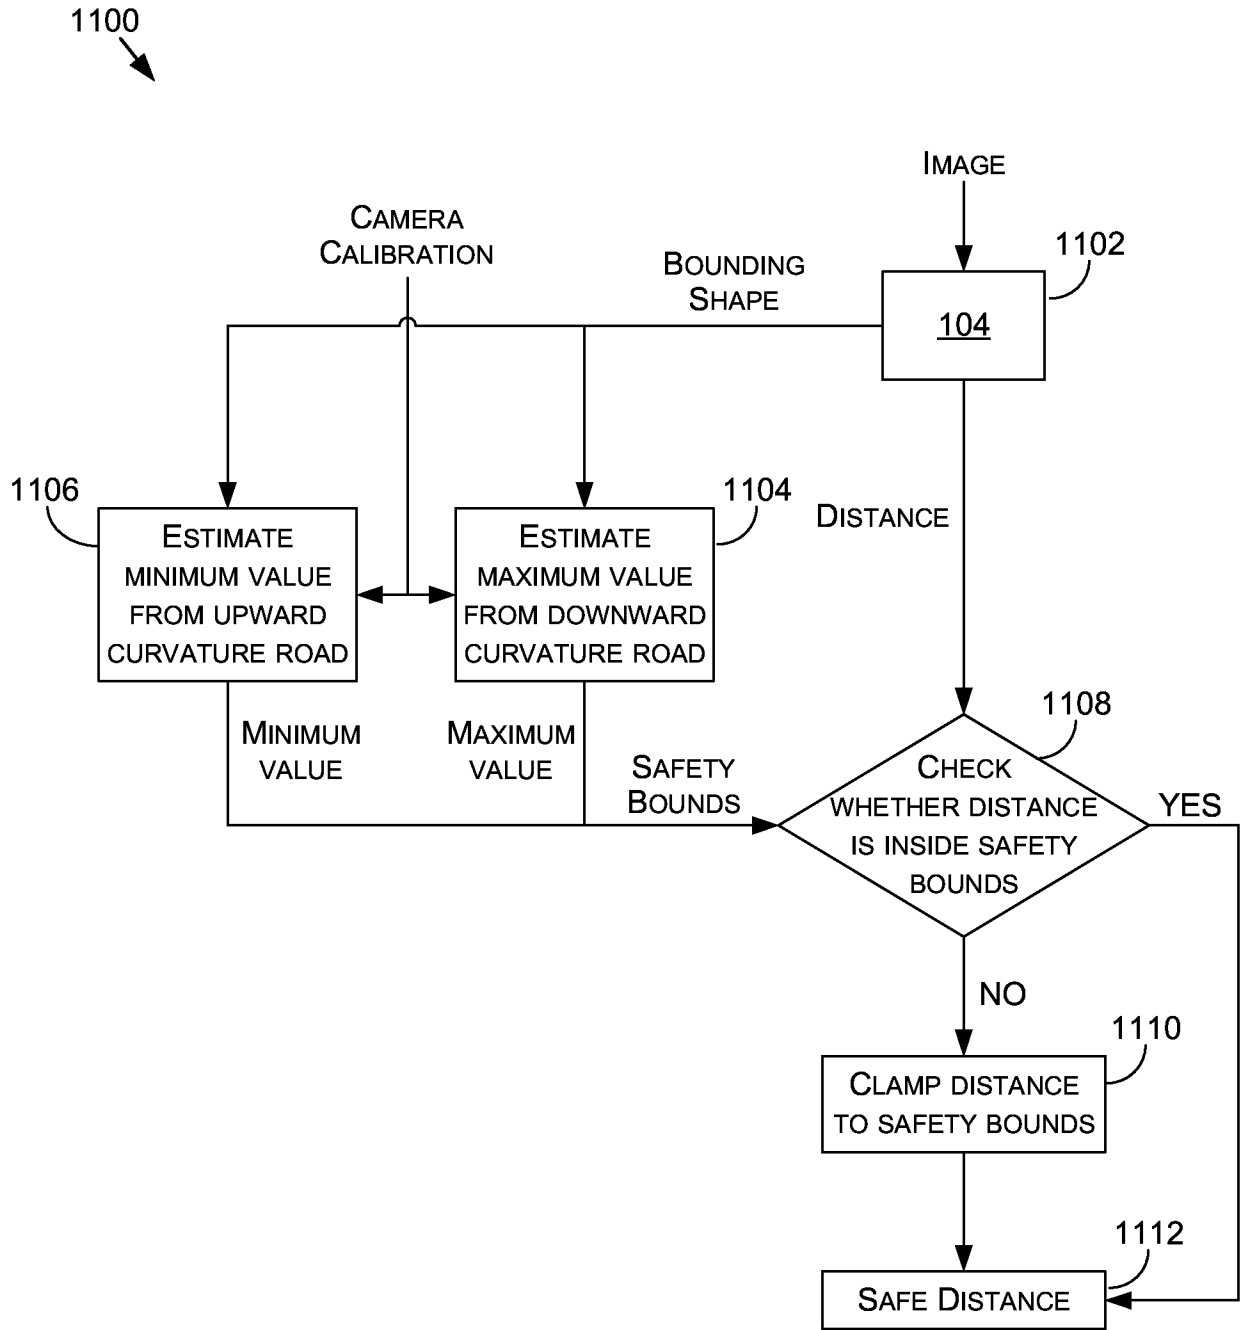 1100
IMAGE
CAMERA
CALIBRATION
BOUNDING
SHAPE
1102
104
1106
1104
ESTIMATE
MINIMUM VALUE
FROM UPWARD
CURVATURE ROAD
ESTIMATE
MAXIMUM VALUE
FROM DOWNWARD
CURVATURE ROAD
DISTANCE
MINIMUM
VALUE
MAXIMUM
VALUE
SAFETY
BOUNDS
1108
CHECK
WHETHER DISTANCE
IS INSIDE SAFETY
BOUNDS
YES
NO
1110
CLAMP DISTANCE
TO SAFETY BOUNDS
1112
SAFE DISTANCE